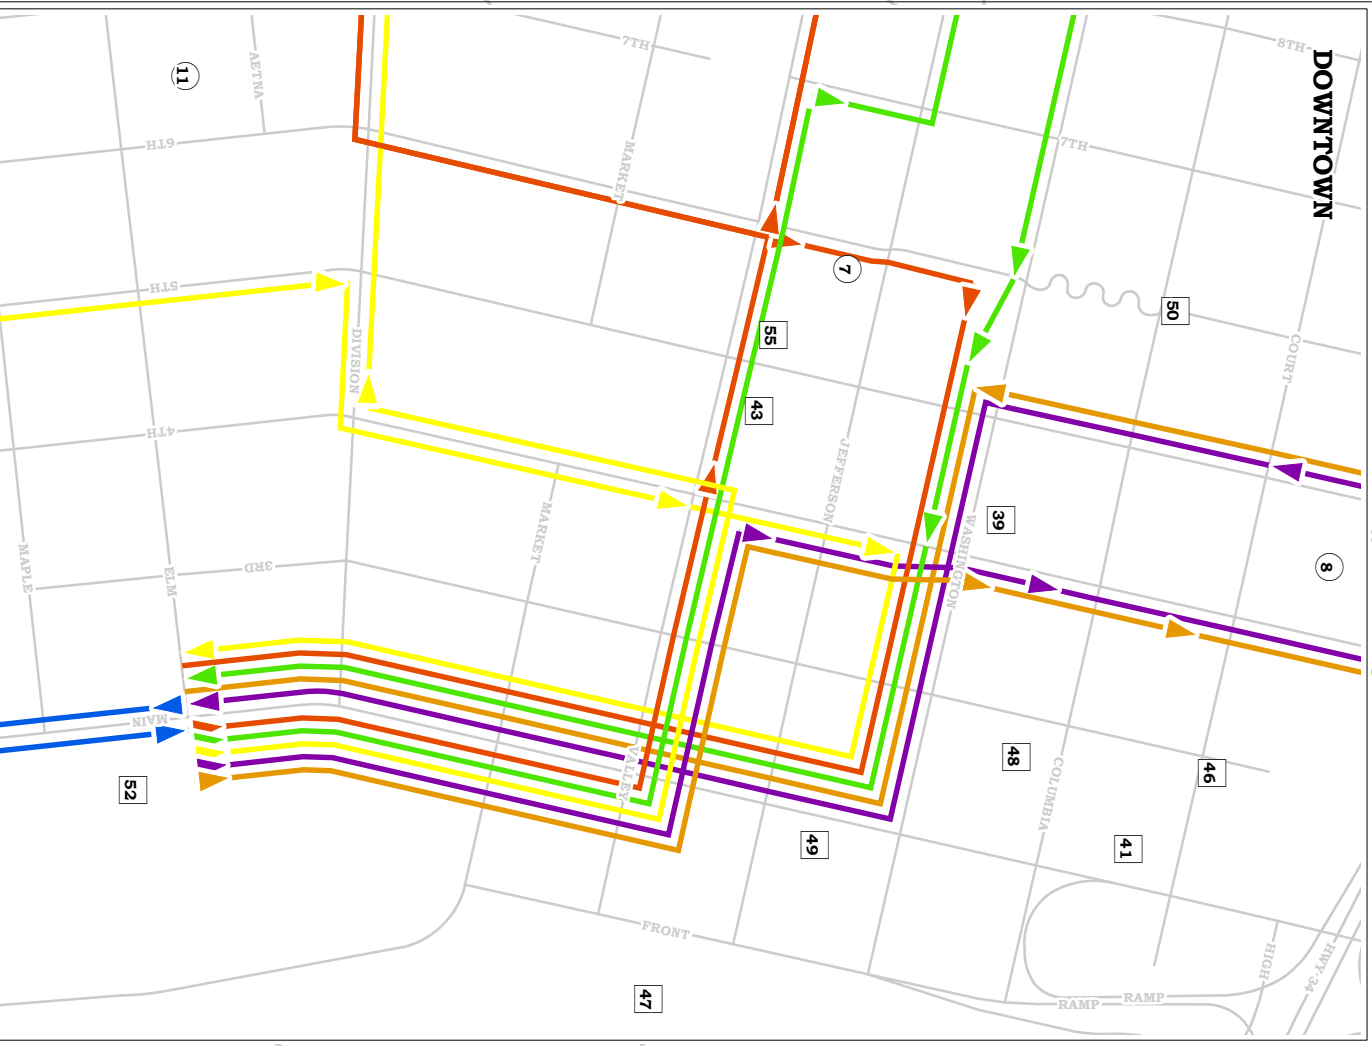 DOWNTOWN
7TH
8TH
11
AETNA
6TH
MARKET
7TH
7
5TH
50
55
DIVISION
COURT
43
4TH
JEFFERSON
MARKET
39
WASHINGTON
MAPLE
ELM
3RD
8
MAIN
52
VALLEY
48
COLUMBIA
46
49
41
FRONT
47
RAMP
RAMP
HIGH
HWY-34